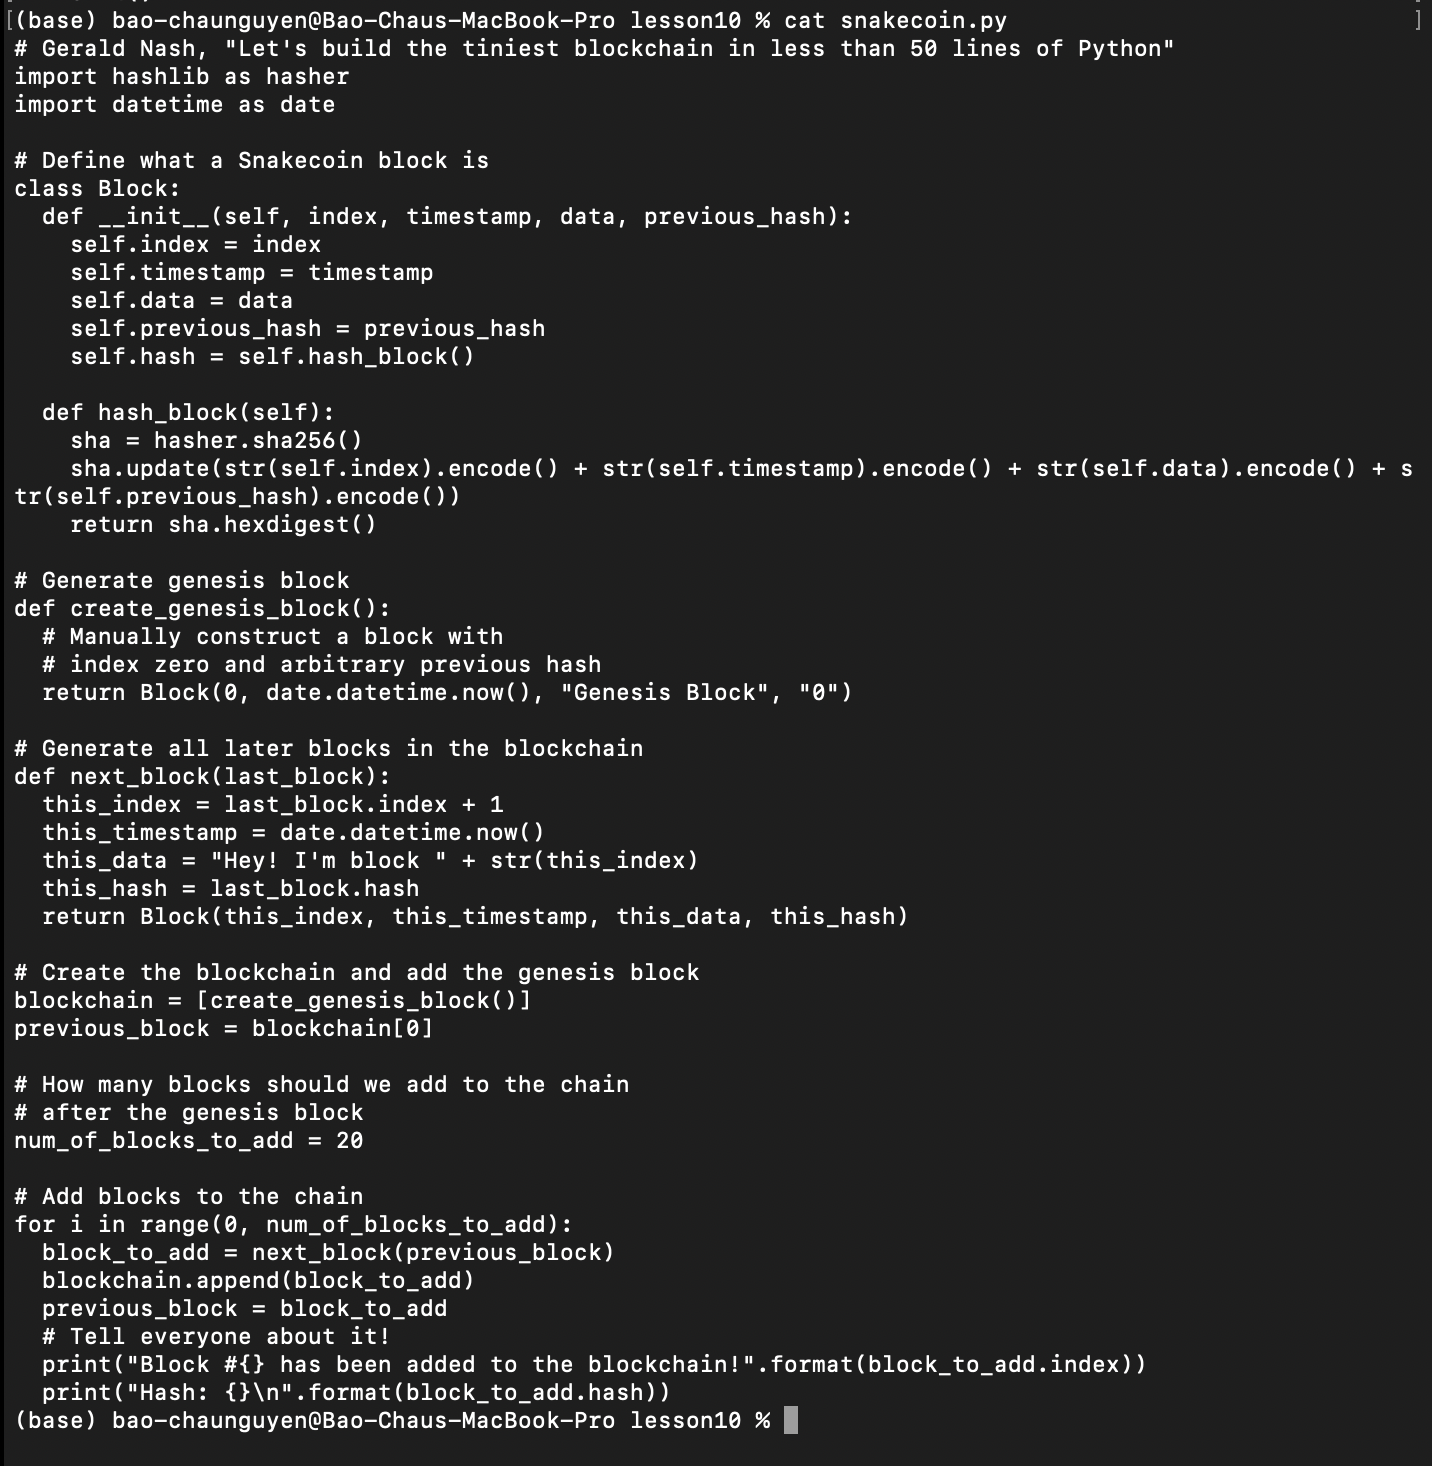 [(base) bao-chaunguyen@Bao-Chaus-MacBook-Pro lesson10 % cat snakecoin.py ]
# Gerald Nash, "Let's build the tiniest blockchain in less than 50 lines of Python"
import hashlib as hasher
import datetime as date

# Define what a Snakecoin block is
class Block:
  def __init__(self, index, timestamp, data, previous_hash):
    self.index = index
    self.timestamp = timestamp
    self.data = data
    self.previous_hash = previous_hash
    self.hash = self.hash_block()

  def hash_block(self):
    sha = hasher.sha256()
    sha.update(str(self.index).encode() + str(self.timestamp).encode() + str(self.data).encode() + s
tr(self.previous_hash).encode())
    return sha.hexdigest()

# Generate genesis block
def create_genesis_block():
  # Manually construct a block with
  # index zero and arbitrary previous hash
  return Block(0, date.datetime.now(), "Genesis Block", "0")

# Generate all later blocks in the blockchain
def next_block(last_block):
  this_index = last_block.index + 1
  this_timestamp = date.datetime.now()
  this_data = "Hey! I'm block " + str(this_index)
  this_hash = last_block.hash
  return Block(this_index, this_timestamp, this_data, this_hash)

# Create the blockchain and add the genesis block
blockchain = [create_genesis_block()]
previous_block = blockchain[0]

# How many blocks should we add to the chain
# after the genesis block
num_of_blocks_to_add = 20

# Add blocks to the chain
for i in range(0, num_of_blocks_to_add):
  block_to_add = next_block(previous_block)
  blockchain.append(block_to_add)
  previous_block = block_to_add
  # Tell everyone about it!
  print("Block #{} has been added to the blockchain!".format(block_to_add.index))
  print("Hash: {}\n".format(block_to_add.hash))
(base) bao-chaunguyen@Bao-Chaus-MacBook-Pro lesson10 %